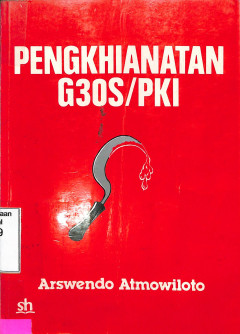 PENGKHIANATAN
G30S/PKI
Arswendo Atmowiloto
sh